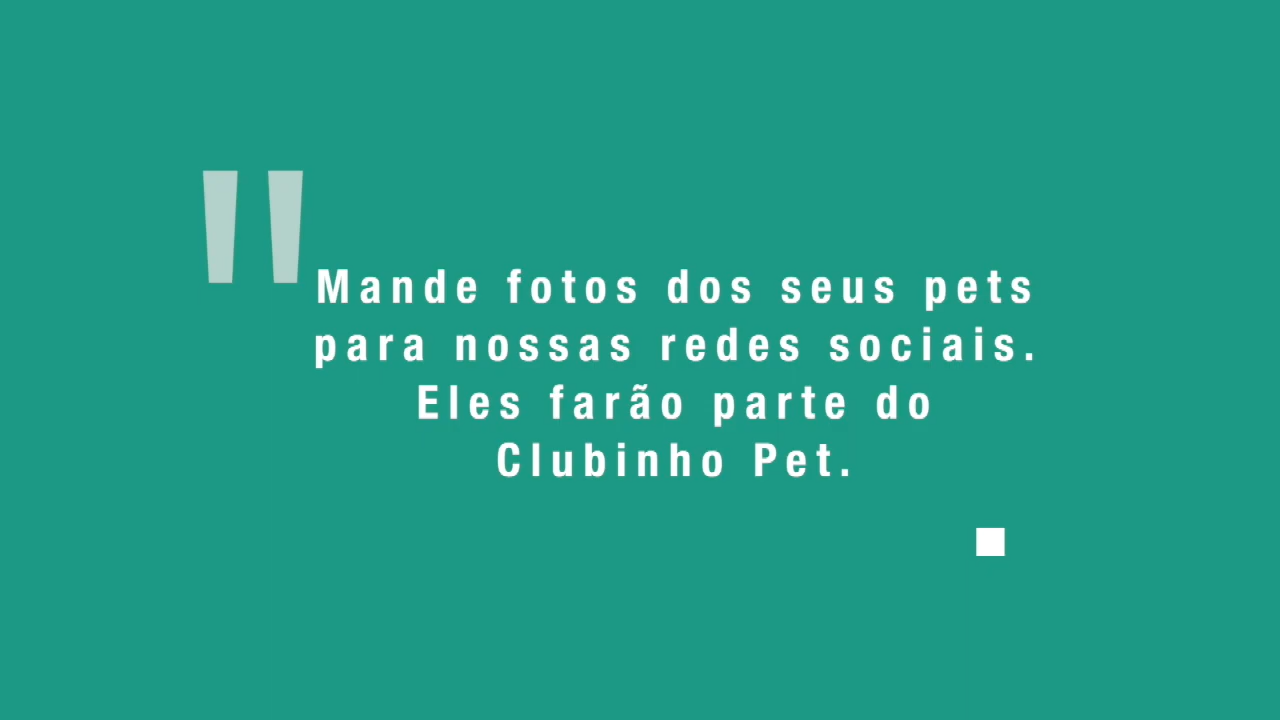 "Mande fotos dos seus pets
para nossas redes sociais.
Eles farão parte do
Clubinho Pet.